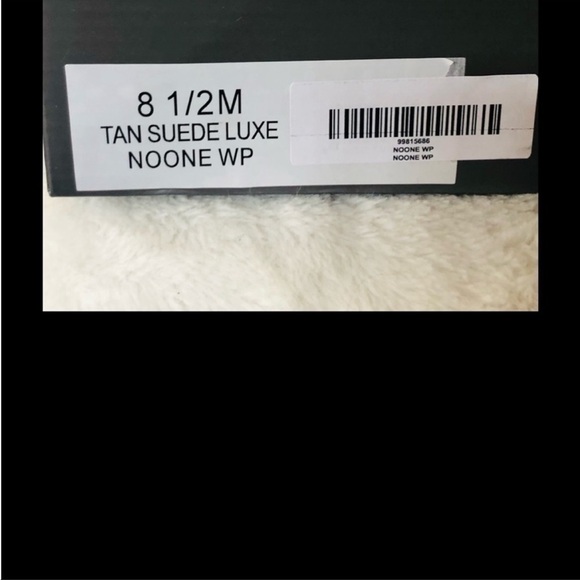 8 1/2M
TAN SUEDE LUXE
NOONE WP
99815686
NOONE WP
NOONE WP